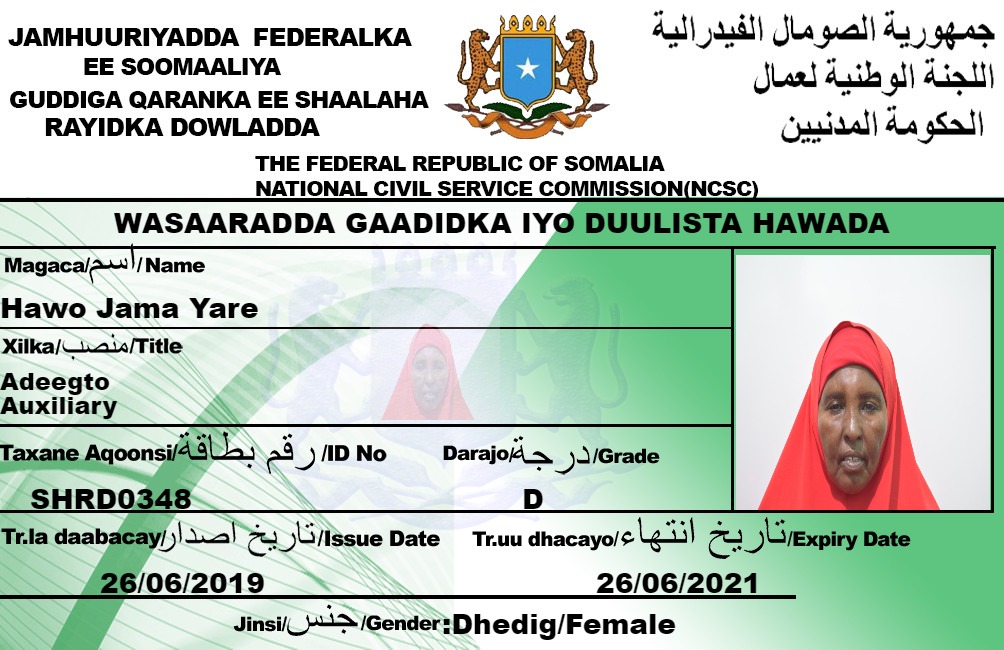 JAMHUURIYADDA FEDERALKA
EE SOOMAALIYA
GUDDIGA QARANKA EE SHAALAHA
RAYIDKA DOWLADDA
جمهورية الصومال الفيدرالية
اللجنة الوطنية لعمال
الحكومة المدنيين
THE FEDERAL REPUBLIC OF SOMALIA
NATIONAL CIVIL SERVICE COMMISSION(NCSC)
WASAARADDA GAADIDKA IYO DUULISTA HAWADA
Magaca/اسم/Name
Hawo Jama Yare
Xilka/منصب/Title
Adeegto
Auxiliary
Taxane Aqoonsi/رقم بطاقة/ID No
SHRD0348
Darajo/درجة/Grade
D
Tr.la daabacay/تاريخ اصدار/Issue Date
26/06/2019
Tr.uu dhacayo/تاريخ انتهاء/Expiry Date
26/06/2021
Jinsi/جنس/Gender:Dhedig/Female